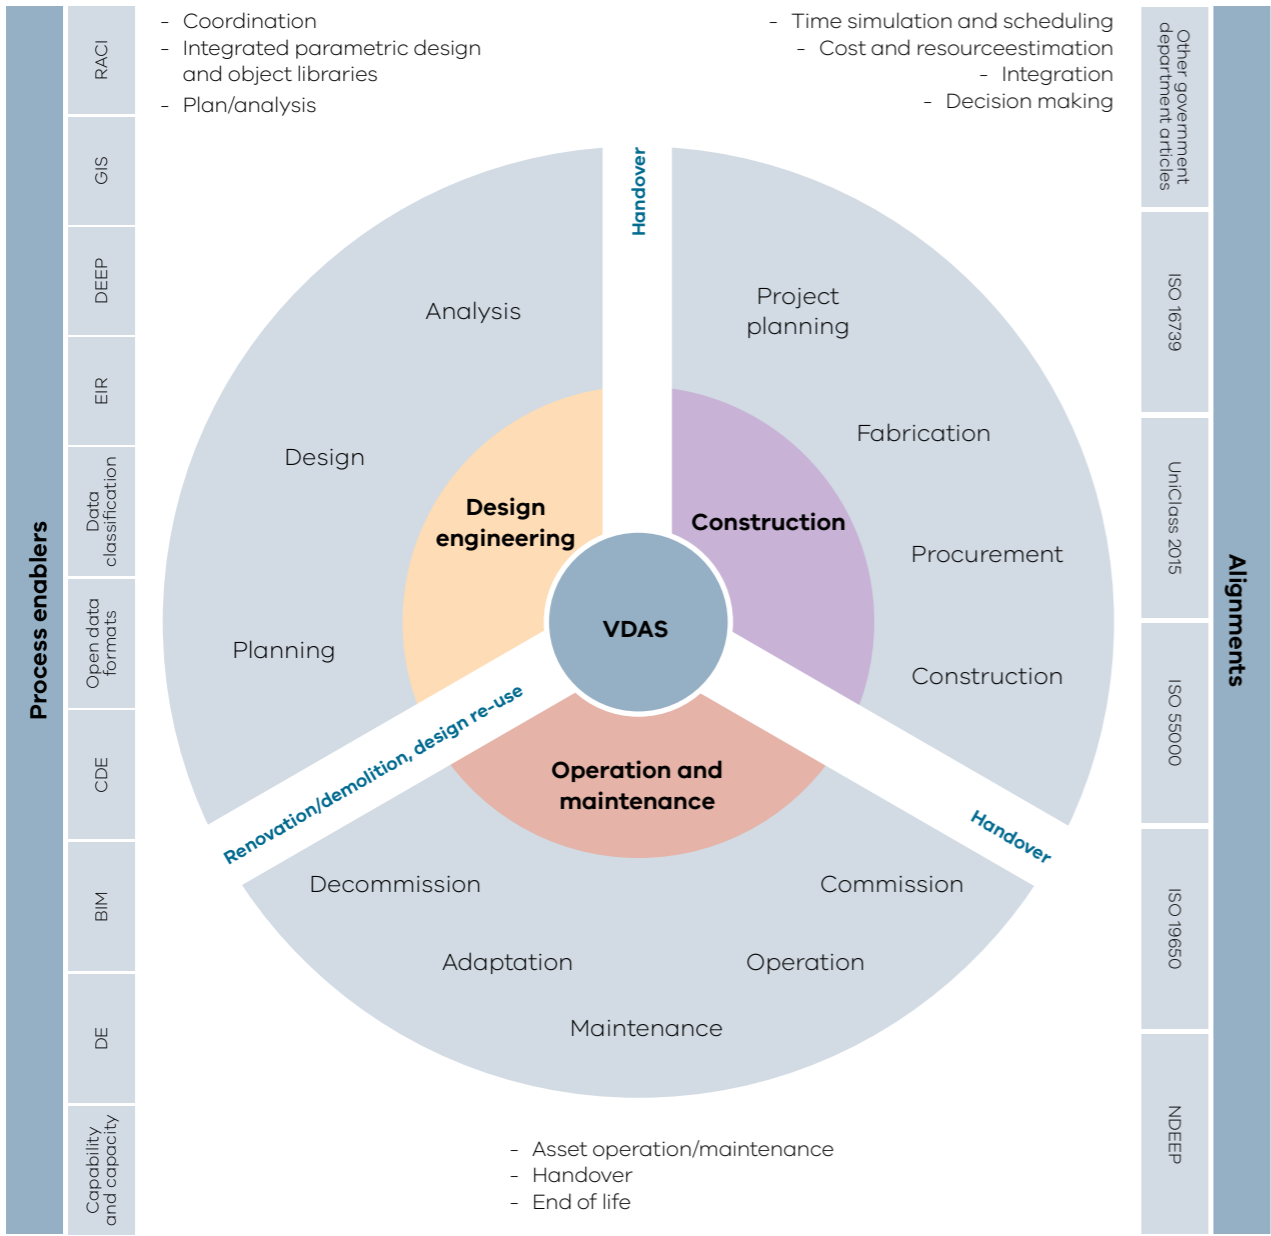 Process enablers
RACI
GIS
DEEP
EIR
Data
classification
Open data
formats
CDE
BIM
DE
Capability
and capacity
- Coordination
- Integrated parametric design
and object libraries
- Plan/analysis
- Time simulation and scheduling
- Cost and resourceestimation
- Integration
- Decision making
Handover
Analysis
Design
Planning
Design
engineering
Project
planning
Fabrication
Procurement
Construction
Construction
VDAS
Renovation/demolition, design re-use
Handover
Operation and
maintenance
Decommission
Commission
Adaptation
Operation
Maintenance
- Asset operation/maintenance
- Handover
- End of life
Other government
department articles
ISO 16739
UniClass 2015
ISO 55000
ISO 19650
NDEEP
Alignments